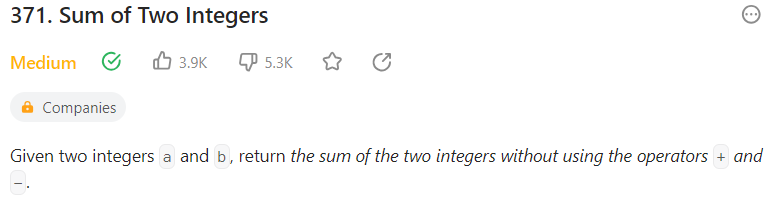 371. Sum of Two Integers
Medium 3.9K 5.3K
Companies
Given two integers a and b, return the sum of the two integers without using the operators + and
-.